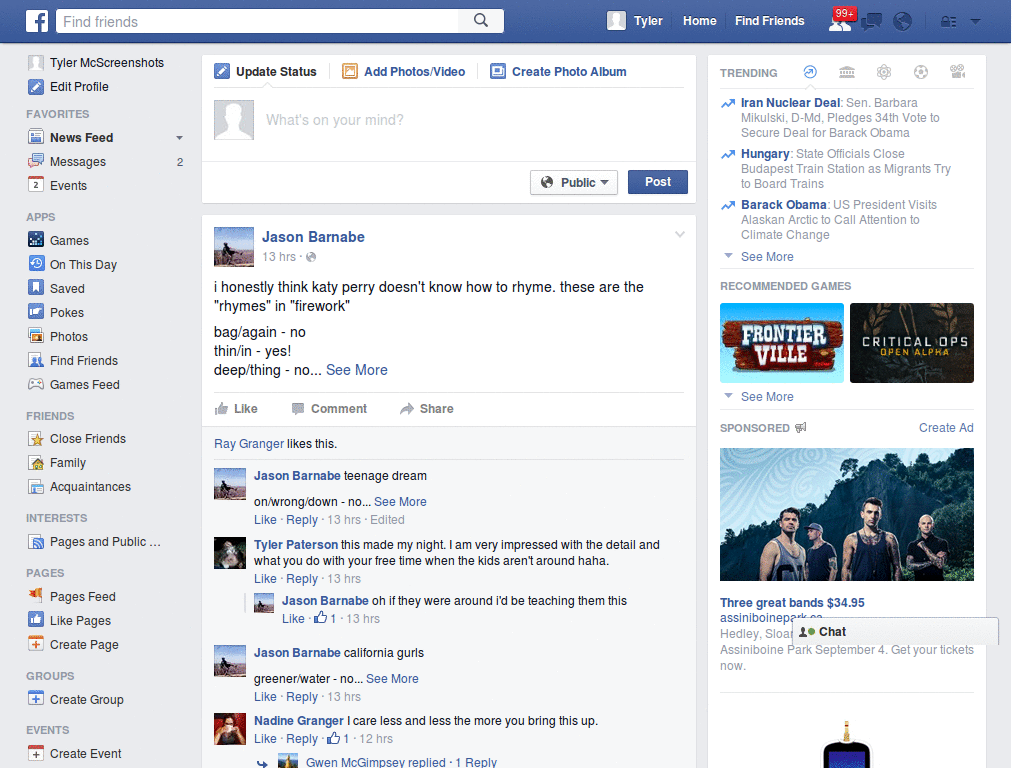 f
Find friends
Tyler
Home
Find Friends
99+
Tyler McScreenshots
Edit Profile
FAVORITES
News Feed
Messages 2
2 Events
APPS
Games
On This Day
Saved
Pokes
Photos
Find Friends
Games Feed
FRIENDS
Close Friends
Family
Acquaintances
INTERESTS
Pages and Public ...
PAGES
Pages Feed
Like Pages
Create Page
GROUPS
Create Group
EVENTS
Create Event
Update Status Add Photos/Video Create Photo Album
What's on your mind?
Public Post
Jason Barnabe
13 hrs ·
i honestly think katy perry doesn't know how to rhyme. these are the
"rhymes" in "firework"
bag/again - no
thin/in - yes!
deep/thing - no... See More
Like Comment Share
Ray Granger likes this.
Jason Barnabe teenage dream
on/wrong/down - no... See More
Like · Reply · 13 hrs · Edited
Tyler Paterson this made my night. I am very impressed with the detail and
what you do with your free time when the kids aren't around haha.
Like · Reply · 13 hrs
Jason Barnabe oh if they were around i'd be teaching them this
Like · 1 · 13 hrs
Jason Barnabe california gurls
greener/water - no... See More
Like · Reply · 13 hrs
Nadine Granger I care less and less the more you bring this up.
Like · Reply · 1 · 12 hrs
Gwen McGimpsey replied · 1 Reply
TRENDING
Iran Nuclear Deal: Sen. Barbara
Mikulski, D-Md, Pledges 34th Vote to
Secure Deal for Barack Obama
Hungary: State Officials Close
Budapest Train Station as Migrants Try
to Board Trains
Barack Obama: US President Visits
Alaskan Arctic to Call Attention to
Climate Change
See More
RECOMMENDED GAMES
FRONTIER
VILLE
CRITICAL OPS
OPEN ALPHA
See More
SPONSORED Create Ad
Three great bands $34.95
assiniboinepark.ca
Hedley,
Chat
Assiniboine Park September 4. Get your tickets
now.